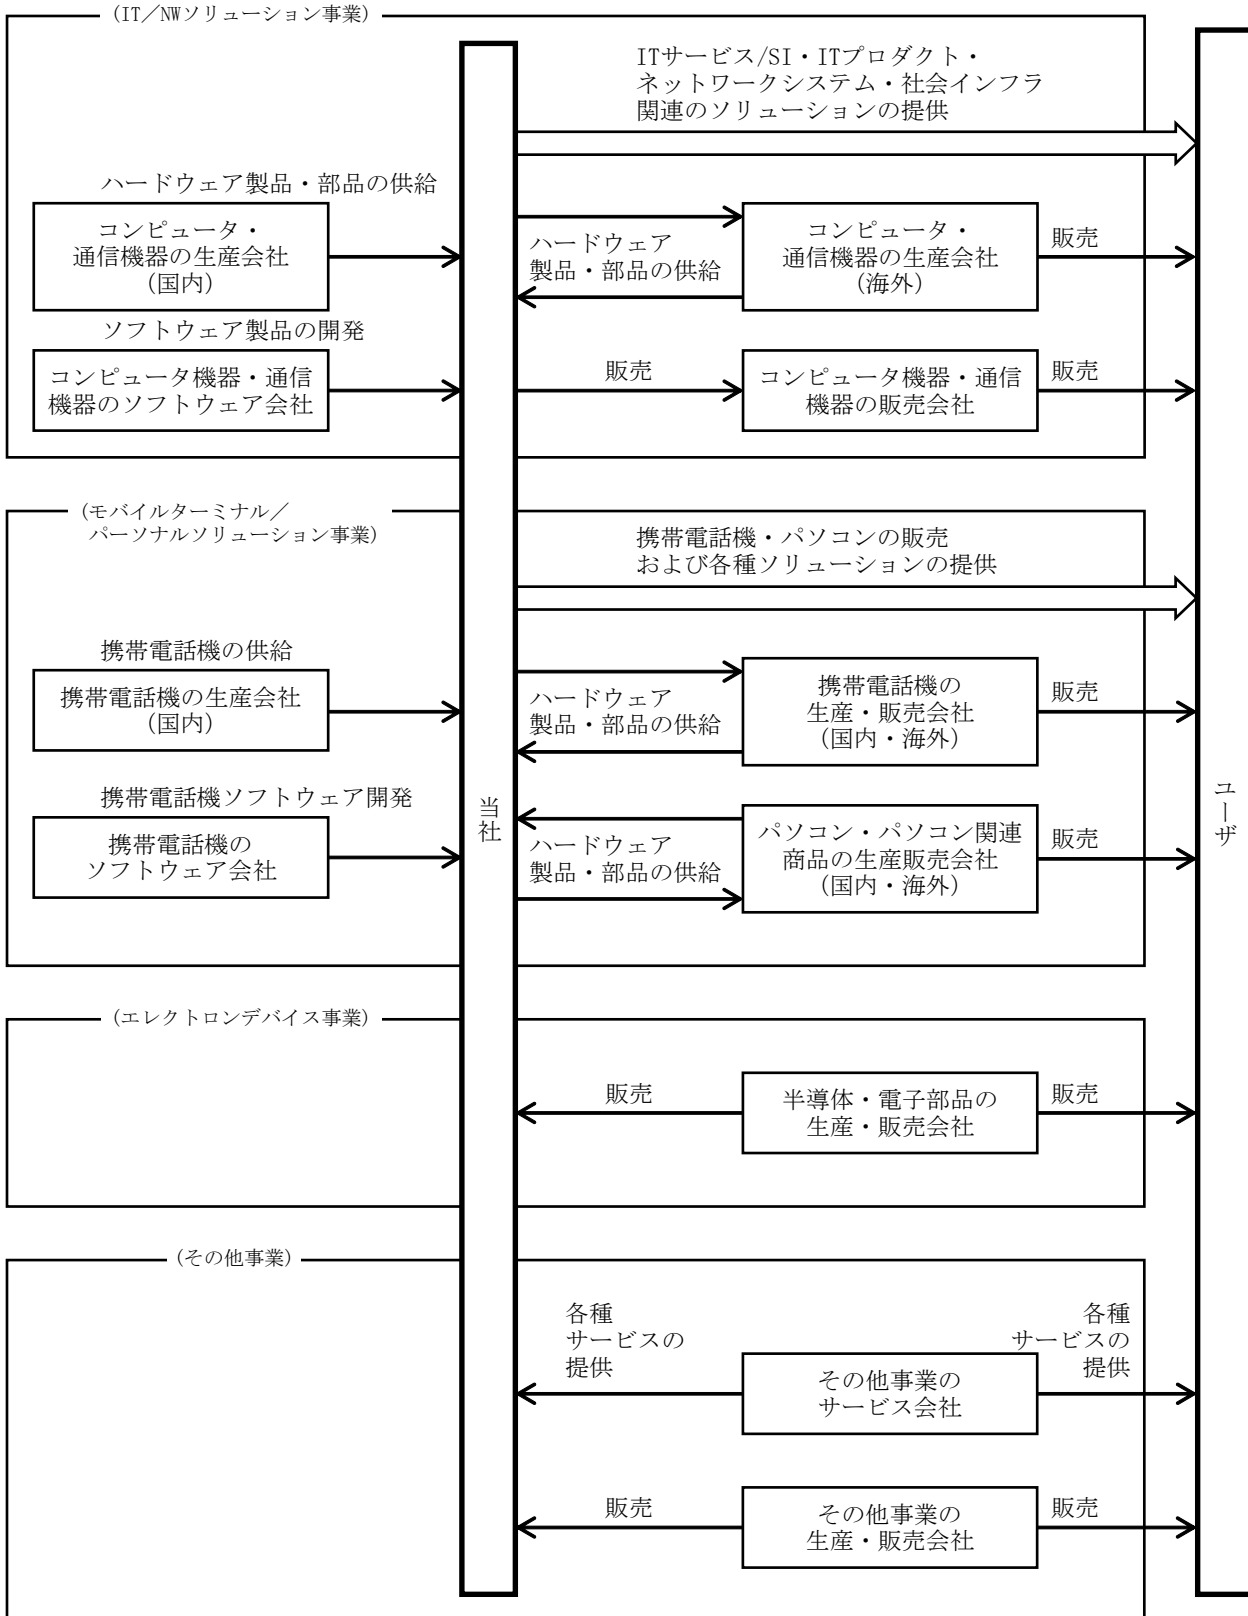 (IT／NWソリューション事業)
ITサービス/SI・ITプロダクト・
ネットワークシステム・社会インフラ
関連のソリューションの提供
ハードウェア製品・部品の供給
コンピュータ・
通信機器の生産会社
(国内)
ハードウェア
製品・部品の供給
コンピュータ・
通信機器の生産会社
(海外)
販売
ソフトウェア製品の開発
コンピュータ機器・通信
機器のソフトウェア会社
販売
コンピュータ機器・通信
機器の販売会社
販売
(モバイルターミナル／
パーソナルソリューション事業)
携帯電話機・パソコンの販売
および各種ソリューションの提供
携帯電話機の供給
携帯電話機の生産会社
(国内)
ハードウェア
製品・部品の供給
携帯電話機の
生産・販売会社
(国内・海外)
販売
携帯電話機ソフトウェア開発
携帯電話機の
ソフトウェア会社
当社
ハードウェア
製品・部品の供給
パソコン・パソコン関連
商品の生産販売会社
(国内・海外)
販売
ユーザ
(エレクトロンデバイス事業)
販売
半導体・電子部品の
生産・販売会社
販売
(その他事業)
各種
サービスの
提供
その他事業の
サービス会社
各種
サービスの
提供
販売
その他事業の
生産・販売会社
販売